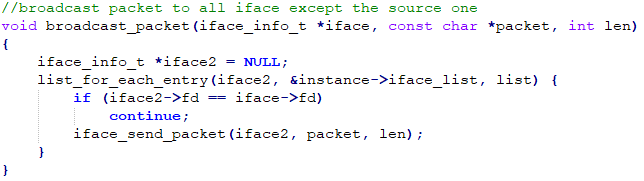 //broadcast packet to all iface except the source one
void broadcast_packet(iface_info_t *iface, const char *packet, int len)
{
    iface_info_t *iface2 = NULL;
    list_for_each_entry(iface2, &instance->iface_list, list) {
        if (iface2->fd == iface->fd)
            continue;
        iface_send_packet(iface2, packet, len);
    }
}